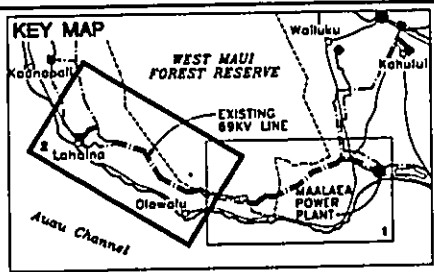 KEY MAP
Wailuku
Kahului
WEST MAUI
FOREST RESERVE
Kaanapali
EXISTING
69KV LINE
2
Lahaina
Olowalu
MAALAEA
POWER
PLANT
1
Auau Channel